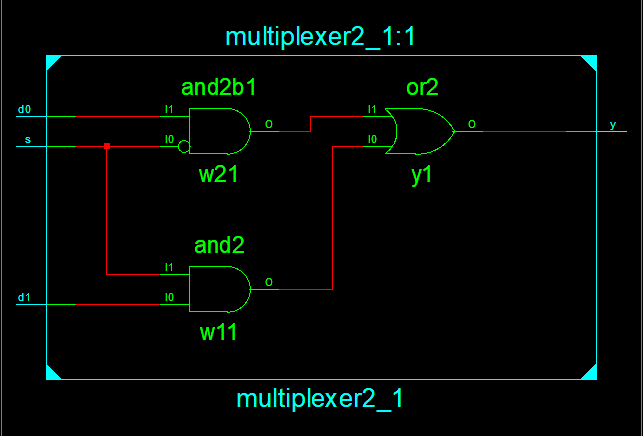 multiplexer2_1:1
and2b1
or2
d0
I1
I1
O
O
y
s
I0
I0
w21
y1
and2
I1
O
d1
I0
w11
multiplexer2_1